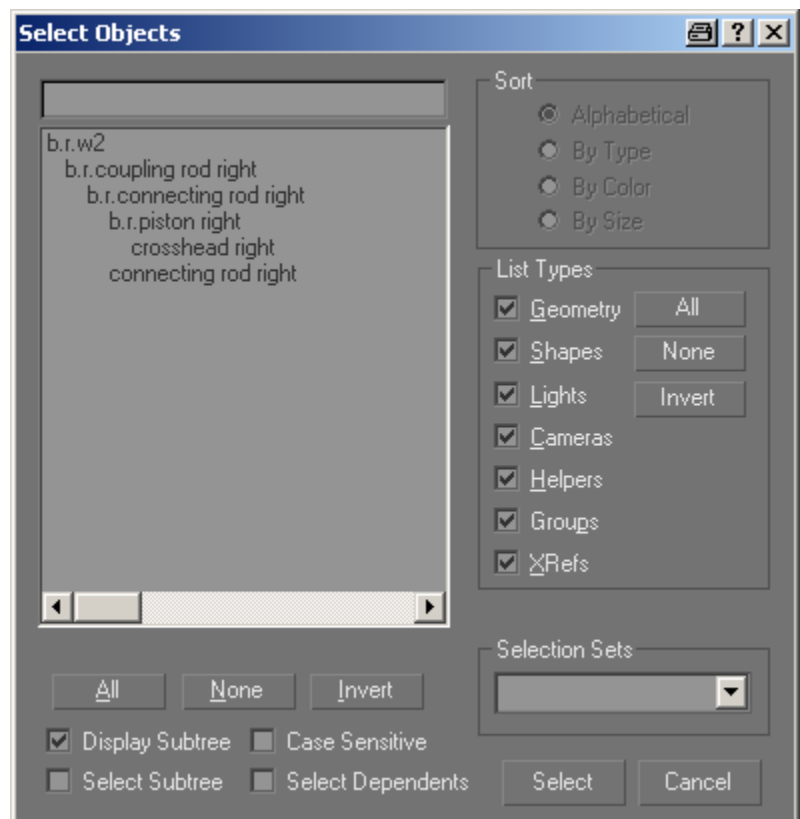 Select Objects
b.r.w2
b.r.coupling rod right
b.r.connecting rod right
b.r.piston right
crosshead right
connecting rod right
Sort
Alphabetical
By Type
By Color
By Size
List Types
Geometry All
Shapes None
Lights Invert
Cameras
Helpers
Groups
XRefs
Selection Sets
All None Invert
Display Subtree Case Sensitive
Select Subtree Select Dependents
Select Cancel